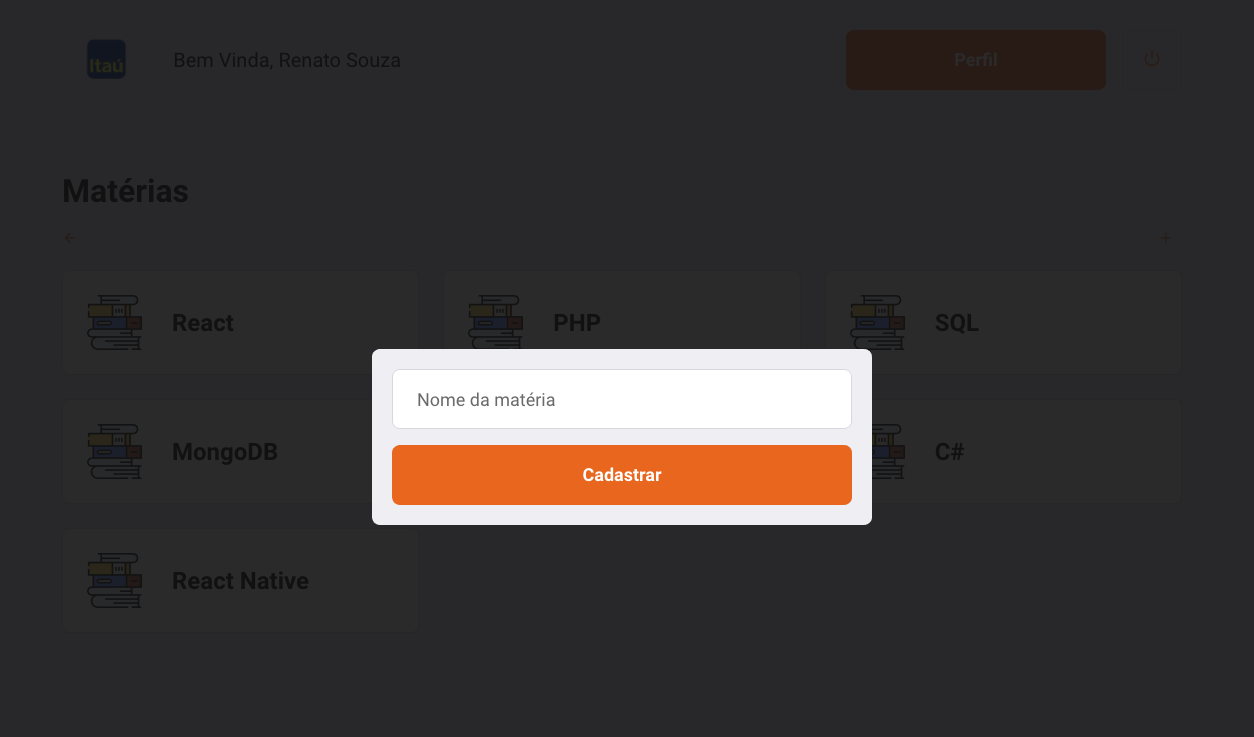 Itaú
Bem Vinda, Renato Souza
Perfil
Matérias
React
PHP
SQL
Nome da matéria
MongoDB
C#
Cadastrar
React Native